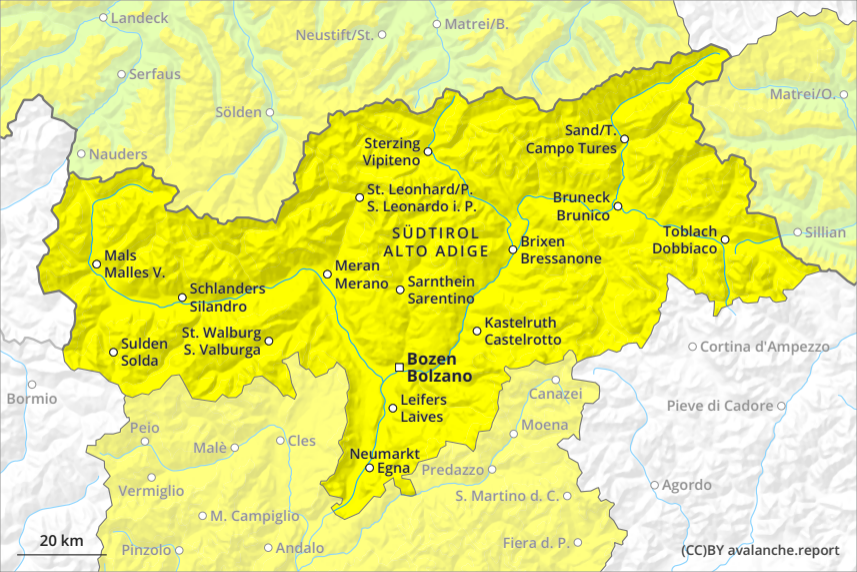 Landeck
Matrei/B.
Neustift/St.
Serfaus
Matrei/O.
Sölden
Sand/T.
Campo Tures
Sterzing
Vipiteno
Nauders
St. Leonhard/P.
S. Leonardo i. P.
Bruneck
Brunico
SÜDTIROL
ALTO ADIGE
Toblach
Dobbiaco
Sillian
Brixen
Bressanone
Mals
Malles V.
Meran
Merano
Sarnthein
Sarentino
Schlanders
Silandro
Kastelruth
Castelrotto
St. Walburg
S. Valburga
Sulden
Solda
Cortina d'Ampezzo
Bozen
Bolzano
Bormio
Canazei
Leifers
Laives
Pieve di Cadore
Peio
Moena
Cles
Malè
Neumarkt
Egna
Predazzo
Vermiglio
Agordo
S. Martino d. C.
M. Campiglio
20 km
Pinzolo
Andalo
Fiera d. P.
(CC)BY avalanche.report